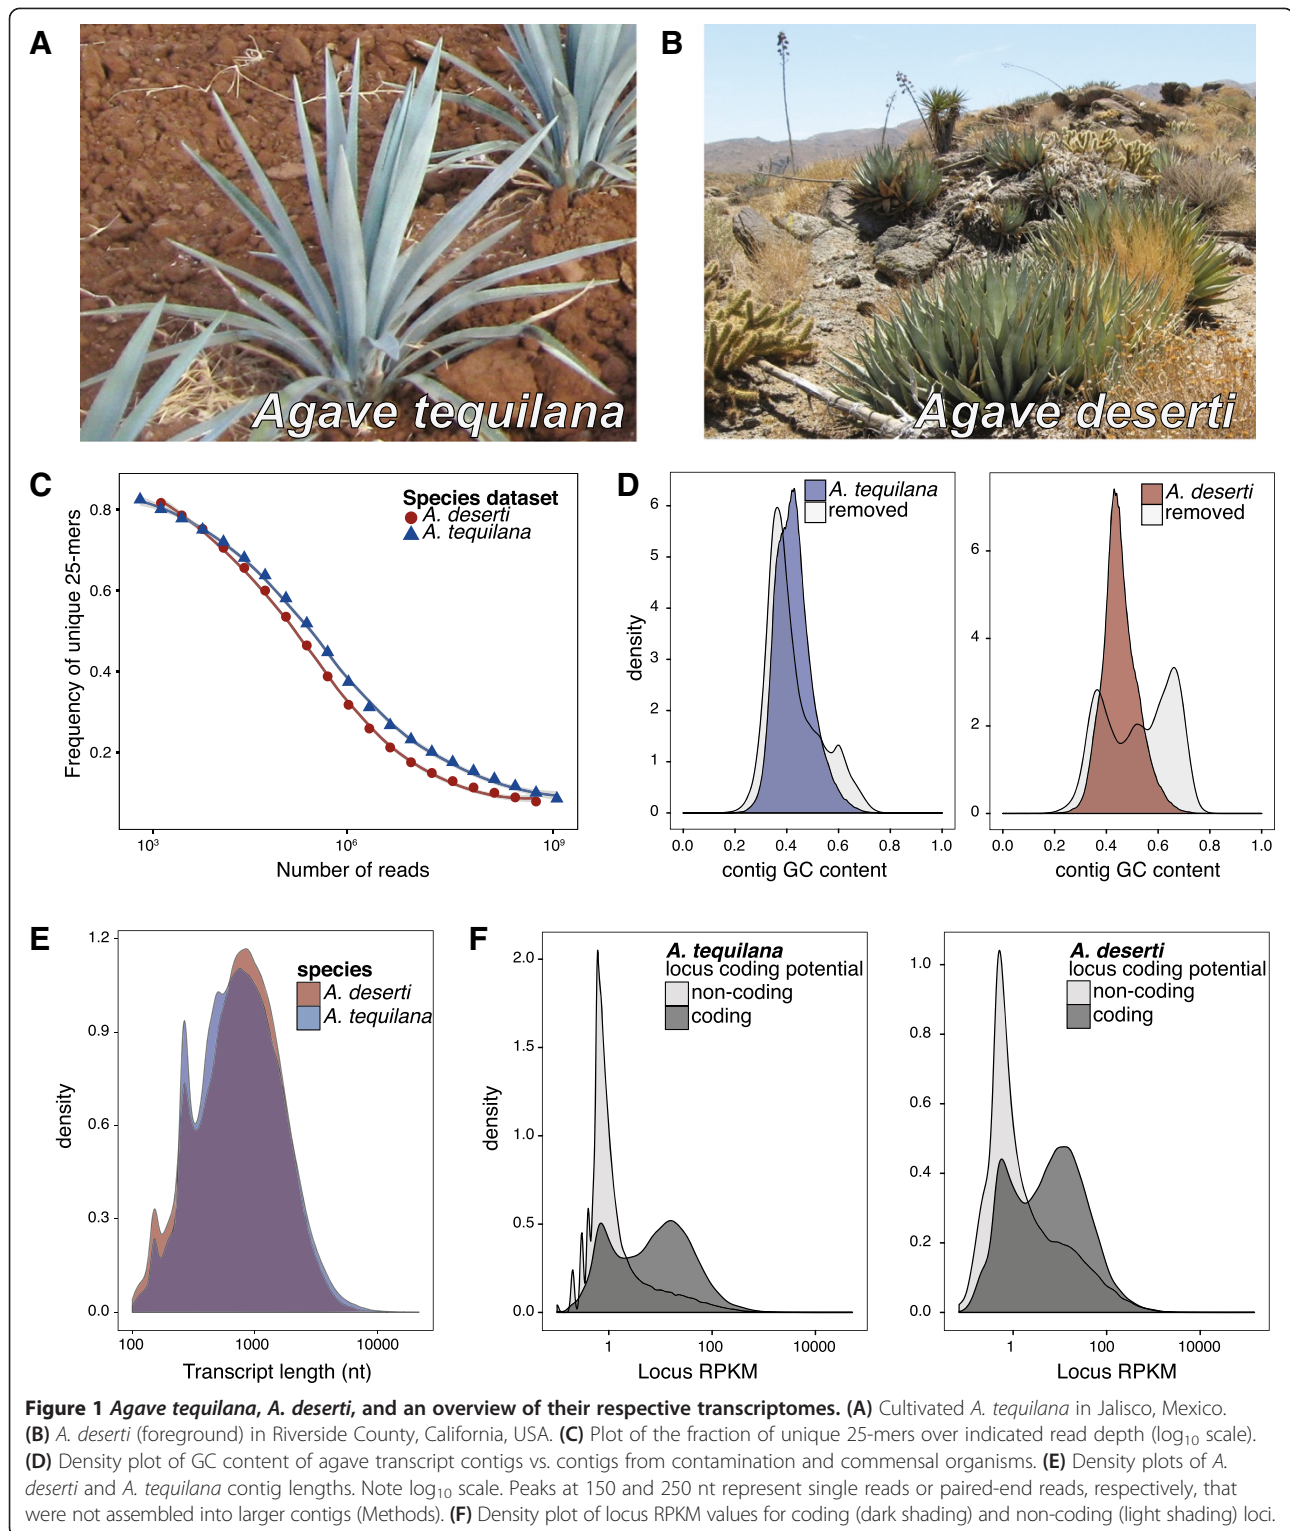 A
B
Agave tequilana
Agave deserti
C
Species dataset
A. deserti
A. tequilana
Frequency of unique 25-mers
0.8
0.6
0.4
0.2
10³
10⁶
10⁹
Number of reads
D
A. tequilana
removed
density
6
5
4
3
2
1
0
0.0
0.2
0.4
0.6
0.8
1.0
contig GC content
A. deserti
removed
6
4
2
0
0.0
0.2
0.4
0.6
0.8
1.0
contig GC content
E
species
A. deserti
A. tequilana
density
1.2
0.9
0.6
0.3
0.0
100
1000
10000
Transcript length (nt)
F
A. tequilana
locus coding potential
non-coding
coding
density
2.0
1.5
1.0
0.5
0.0
1
100
10000
Locus RPKM
A. deserti
locus coding potential
non-coding
coding
1.0
0.8
0.6
0.4
0.2
0.0
1
100
10000
Locus RPKM
Figure 1 Agave tequilana, A. deserti, and an overview of their respective transcriptomes. (A) Cultivated A. tequilana in Jalisco, Mexico.
(B) A. deserti (foreground) in Riverside County, California, USA. (C) Plot of the fraction of unique 25-mers over indicated read depth (log₁₀ scale).
(D) Density plot of GC content of agave transcript contigs vs. contigs from contamination and commensal organisms. (E) Density plots of A.
deserti and A. tequilana contig lengths. Note log₁₀ scale. Peaks at 150 and 250 nt represent single reads or paired-end reads, respectively, that
were not assembled into larger contigs (Methods). (F) Density plot of locus RPKM values for coding (dark shading) and non-coding (light shading) loci.